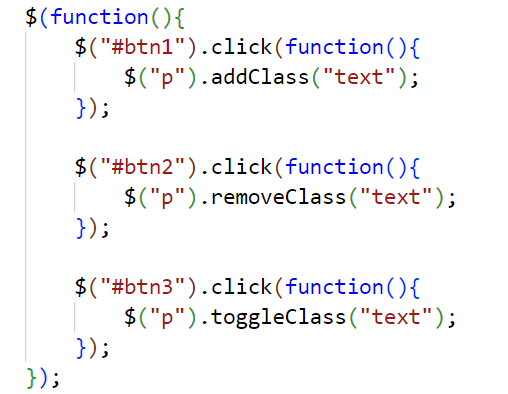 $(function(){
    $("#btn1").click(function(){
        $("p").addClass("text");
    });

    $("#btn2").click(function(){
        $("p").removeClass("text");
    });

    $("#btn3").click(function(){
        $("p").toggleClass("text");
    });
});